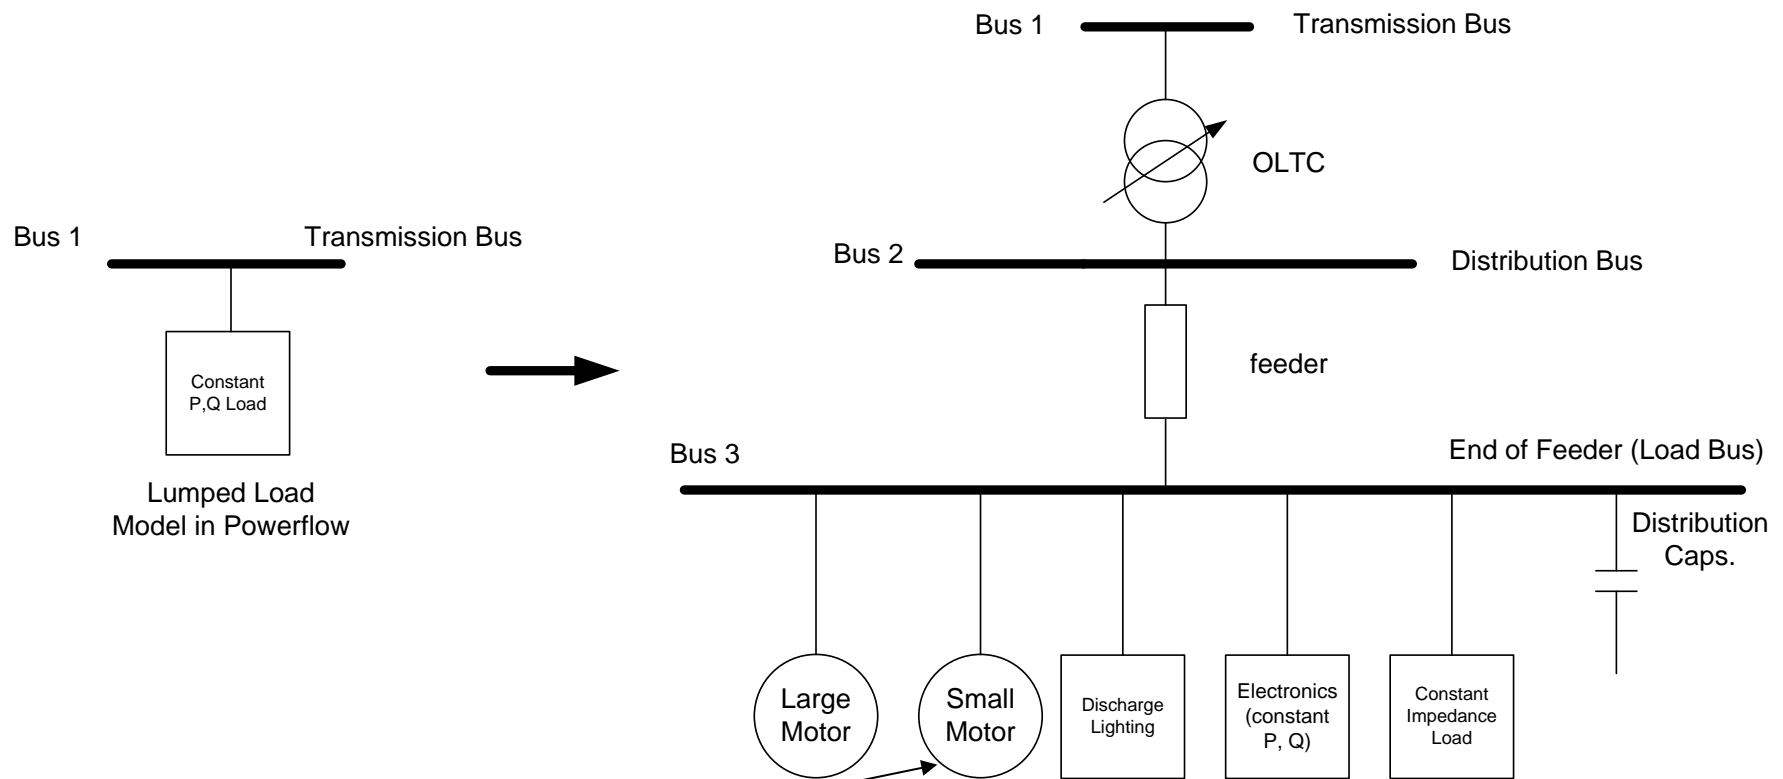 Bus 1
Transmission Bus
OLTC
Bus 1
Transmission Bus
Bus 2
Distribution Bus
Constant
P,Q Load
feeder
Lumped Load
Model in Powerflow
Bus 3
End of Feeder (Load Bus)
Distribution
Caps.
Large
Motor
Small
Motor
Discharge
Lighting
Electronics
(constant
P, Q)
Constant
Impedance
Load